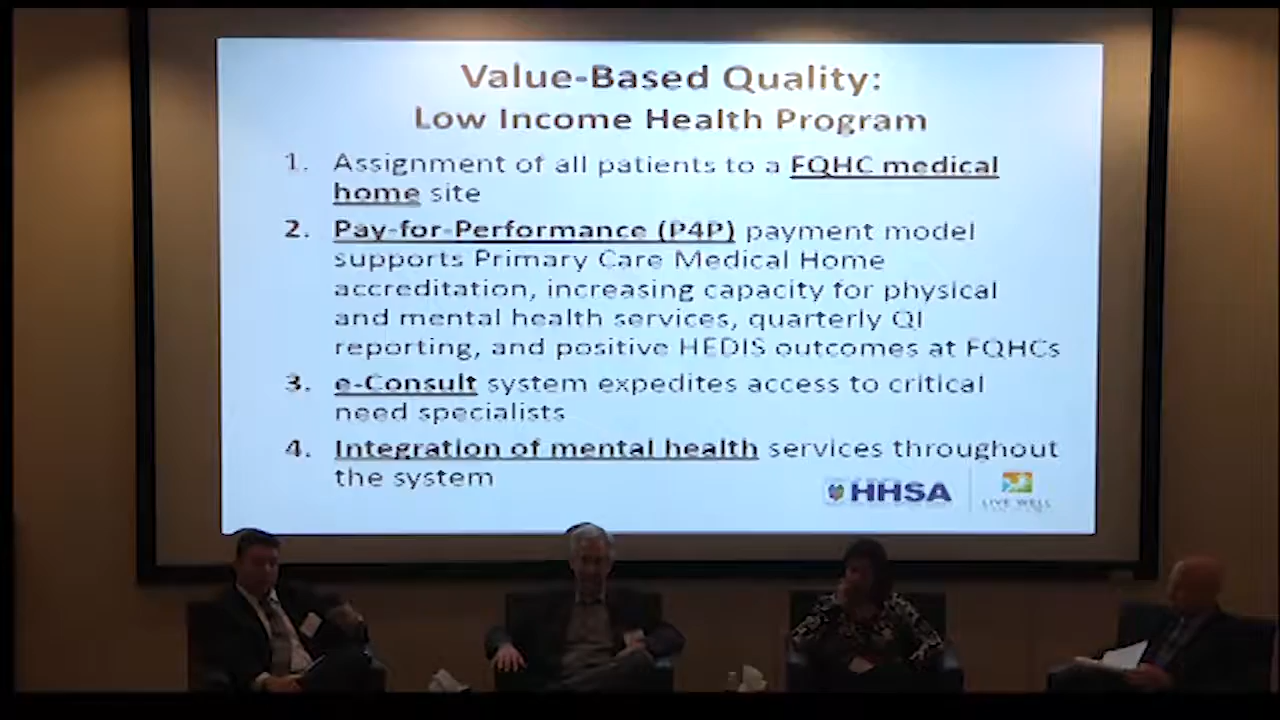 Value-Based Quality:
Low Income Health Program
1. Assignment of all patients to a FQHC medical
home site
2. Pay-for-Performance (P4P) payment model
supports Primary Care Medical Home
accreditation, increasing capacity for physical
and mental health services, quarterly QI
reporting, and positive HEDIS outcomes at FQHCs
3. e-Consult system expedites access to critical
need specialists
4. Integration of mental health services throughout
the system
HHSA
LIVE WELL